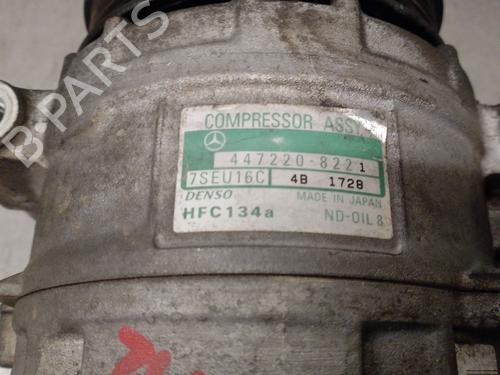 B-PARTS
COMPRESSOR ASSY
447220-8221
7SEU16C 4B 1728
DENSO MADE IN JAPAN
HFC134a ND-OIL 8